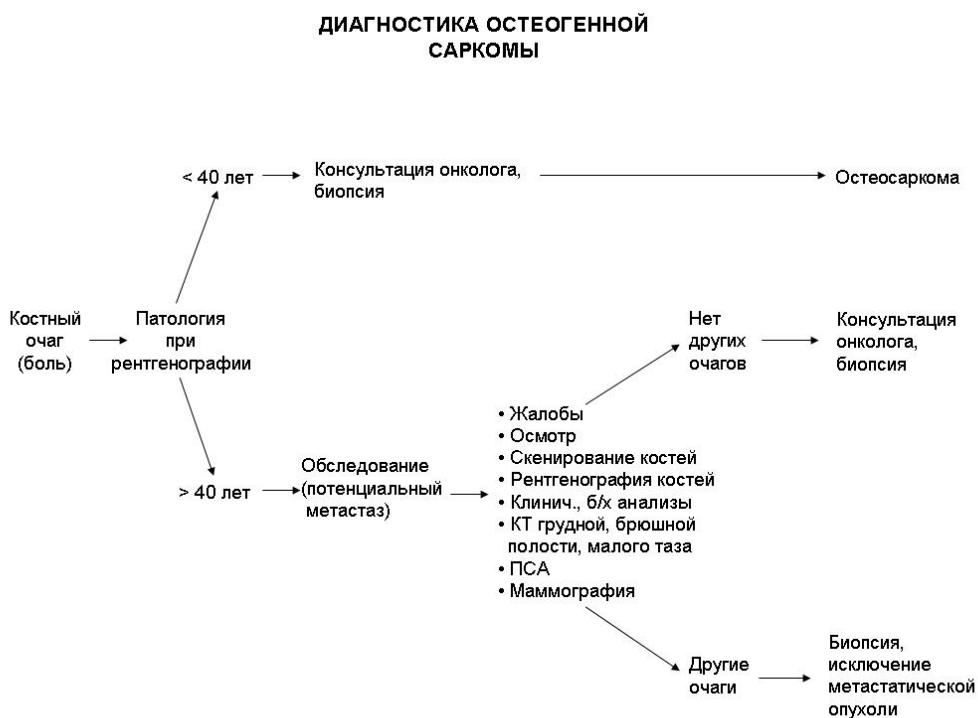 ДИАГНОСТИКА ОСТЕОГЕННОЙ
САРКОМЫ
< 40 лет
Консультация онколога,
биопсия
Остеосаркома
Костный
очаг
(боль)
Патология
при
рентгенографии
> 40 лет
Обследование
(потенциальный
метастаз)
• Жалобы
• Осмотр
• Скенирование костей
• Рентгенография костей
• Клинич., б/х анализы
• КТ грудной, брюшной
полости, малого таза
• ПСА
• Маммография
Нет
других
очагов
Консультация
онколога,
биопсия
Другие
очаги
Биопсия,
исключение
метастатической
опухоли